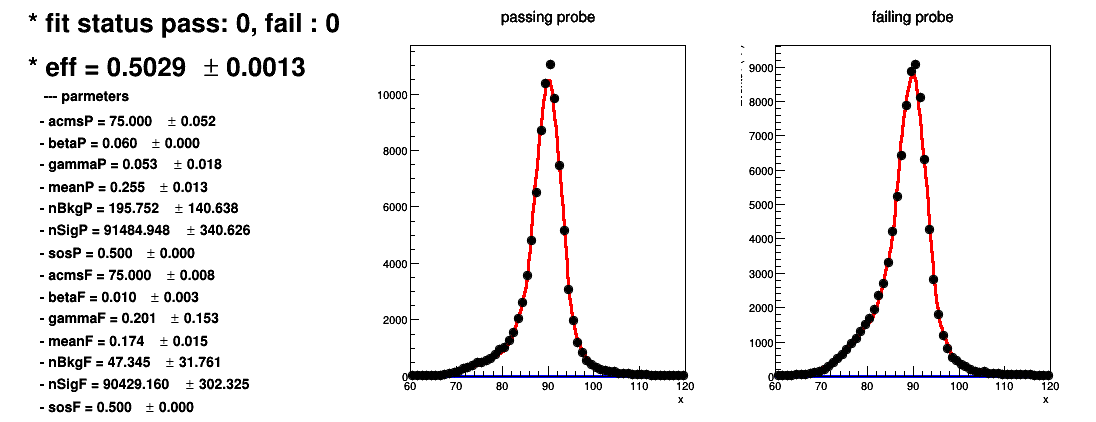 * fit status pass: 0, fail : 0
* eff = 0.5029 ± 0.0013
--- parmeters
- acmsP = 75.000 ± 0.052
- betaP = 0.060 ± 0.000
- gammaP = 0.053 ± 0.018
- meanP = 0.255 ± 0.013
- nBkgP = 195.752 ± 140.638
- nSigP = 91484.948 ± 340.626
- sosP = 0.500 ± 0.000
- acmsF = 75.000 ± 0.008
- betaF = 0.010 ± 0.003
- gammaF = 0.201 ± 0.153
- meanF = 0.174 ± 0.015
- nBkgF = 47.345 ± 31.761
- nSigF = 90429.160 ± 302.325
- sosF = 0.500 ± 0.000
passing probe
10000
8000
6000
4000
2000
0
60 70 80 90 100 110 120
x
failing probe
9000
8000
7000
6000
5000
4000
3000
2000
1000
0
60 70 80 90 100 110 120
x